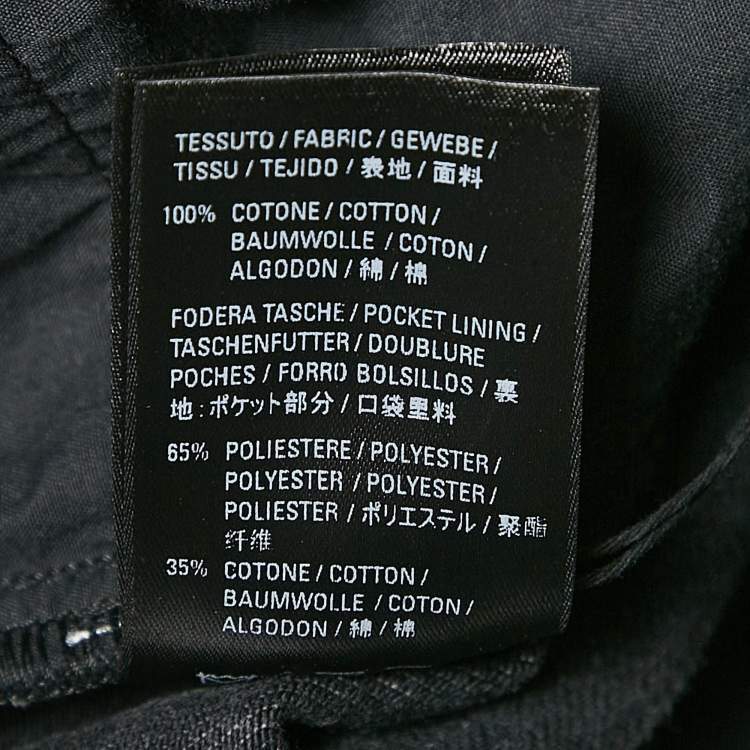 TESSUTO / FABRIC / GEWEBE /
TISSU / TEJIDO / 表地 / 面料
100% COTONE / COTTON /
BAUMWOLLE / COTON /
ALGODON / 綿 / 棉
FODERA TASCHE / POCKET LINING /
TASCHENFUTTER / DOUBLURE
POCHES / FORRO BOLSILLOS / 裏
地:ポケット部分 / 口袋里料
65% POLIESTERE / POLYESTER /
POLYESTER / POLYESTER /
POLIESTER / ポリエステル / 聚酯
纤维
35% COTONE / COTTON /
BAUMWOLLE / COTON /
ALGODON / 綿 / 棉